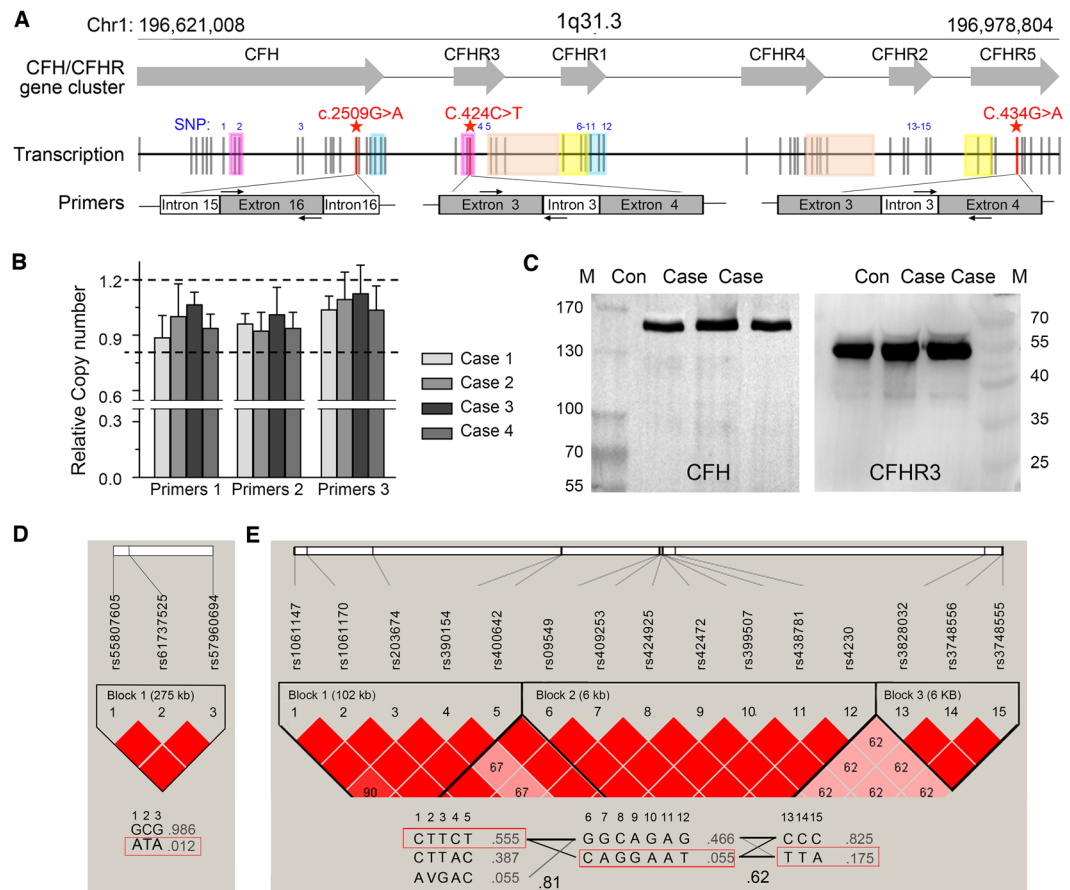 A
Chr1: 196,621,008 1q31.3 196,978,804
CFH CFHR3 CFHR1 CFHR4 CFHR2 CFHR5
CFH/CFHR
gene cluster
c.2509G>A C.424C>T C.434G>A
SNP: 1 2 3 4 5 6-11 12 13-15
Transcription
Primers Intron 15 Extron 16 Intron16 Extron 3 Intron 3 Extron 4 Extron 3 Intron 3 Extron 4
B
Relative Copy number
1.2
0.9
0.6
0.3
0.0
Primers 1 Primers 2 Primers 3
Case 1
Case 2
Case 3
Case 4
C
M Con Case Case
170
130
100
70
55
CFH
Con Case Case M
70
55
40
35
25
CFHR3
D
rs55807605 rs61737525 rs57960694
Block 1 (275 kb)
1 2 3
1 2 3
GCG .986
ATA .012
E
rs1061147 rs1061170 rs203674 rs390154 rs400642 rs09549 rs409253 rs424925 rs42472 rs399507 rs438781 rs4230 rs3828032 rs3748556 rs3748555
Block 1 (102 kb) Block 2 (6 kb) Block 3 (6 KB)
1 2 3 4 5 6 7 8 9 10 11 12 13 14 15
62
67 62 62
90 67 62 62 62
1 2 3 4 5 6 7 8 9 10 11 12 13 14 15
C T T C T .555 G G C A G A G .466 C C C .825
C T T A C .387 C A G G A A T .055 T T A .175
A V G A C .055
.81 .62